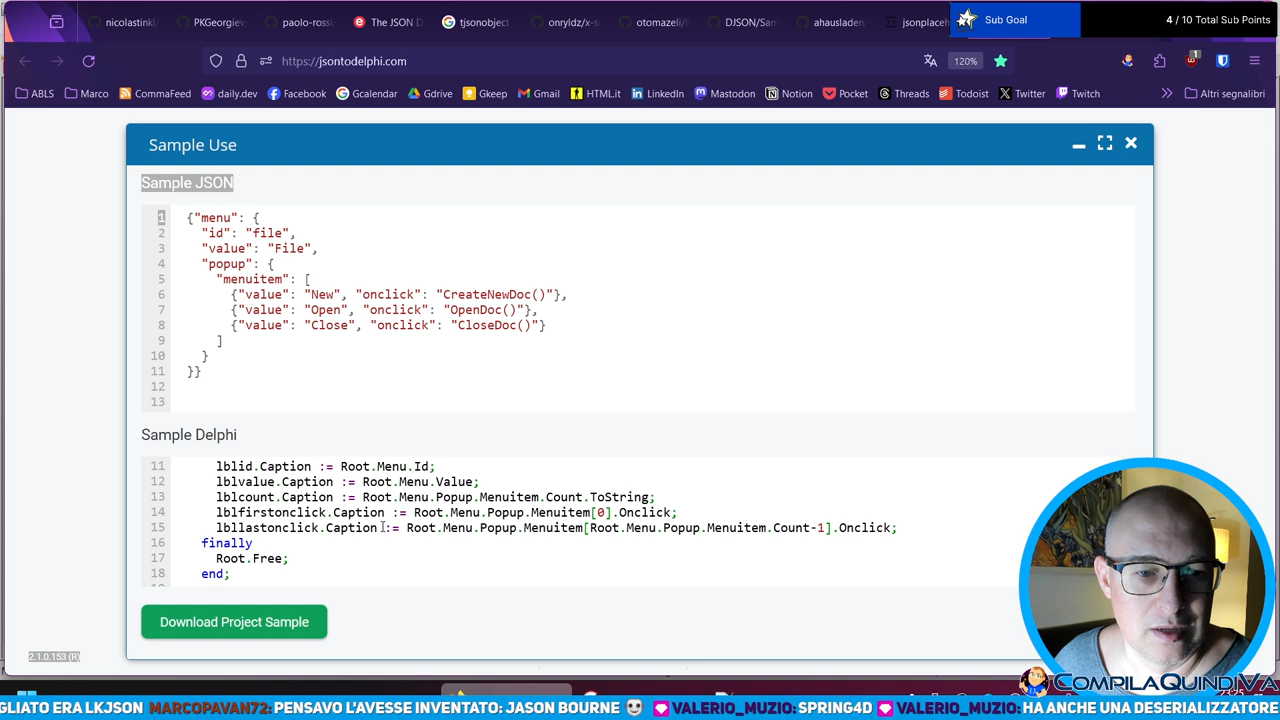 nicolastinkl/
PKGeorgiev
paolo-rossi
The JSON D
tjsonobject
onryldz/x-s
otomazeli/
DJSON/Sam
ahausladen
jsonplaceh
Sub Goal
4 / 10 Total Sub Points
https://jsontodelphi.com
120%
1
ABLS
Marco
CommaFeed
daily.dev
Facebook
Gcalendar
Gdrive
Gkeep
Gmail
HTML.it
LinkedIn
Mastodon
Notion
Pocket
Threads
Todoist
Twitter
Twitch
Altri segnalibri
Sample Use
Sample JSON
1 {"menu": {
2 "id": "file",
3 "value": "File",
4 "popup": {
5 "menuitem": [
6 {"value": "New", "onclick": "CreateNewDoc()"},
7 {"value": "Open", "onclick": "OpenDoc()"},
8 {"value": "Close", "onclick": "CloseDoc()"}
9 ]
10 }
11 }}
12
13
Sample Delphi
11 lblid.Caption := Root.Menu.Id;
12 lblvalue.Caption := Root.Menu.Value;
13 lblcount.Caption := Root.Menu.Popup.Menuitem.Count.ToString;
14 lblfirstonclick.Caption := Root.Menu.Popup.Menuitem[0].Onclick;
15 lbllastonclick.Caption := Root.Menu.Popup.Menuitem[Root.Menu.Popup.Menuitem.Count-1].Onclick;
16 finally
17 Root.Free;
18 end;
Download Project Sample
2.1.0.153 (R)
COMPILAQUINDIVA
GLIATO ERA LKJSON MARCOPAVAN72: PENSAVO L'AVESSE INVENTATO: JASON BOURNE VALERIO_MUZIO: SPRING4D VALERIO_MUZIO: HA ANCHE UNA DESERIALIZZATORE